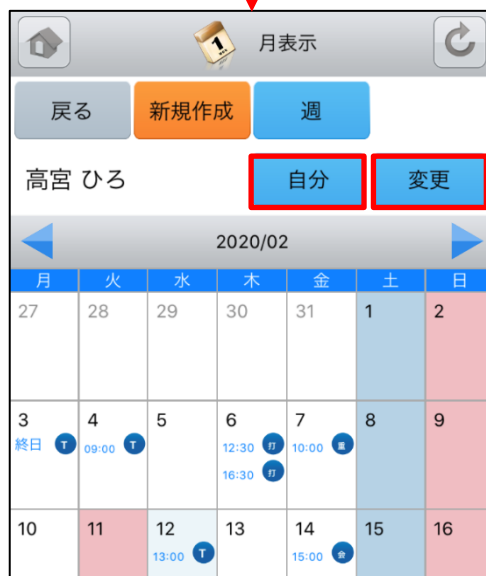 1 月表示
戻る 新規作成 週
高宮 ひろ 自分 変更
2020/02
月 火 水 木 金 土 日
27 28 29 30 31 1 2
3 4 5 6 7 8 9
終日 T 09:00 T 12:30 打 10:00 重
16:30 打
10 11 12 13 14 15 16
13:00 T 15:00 会